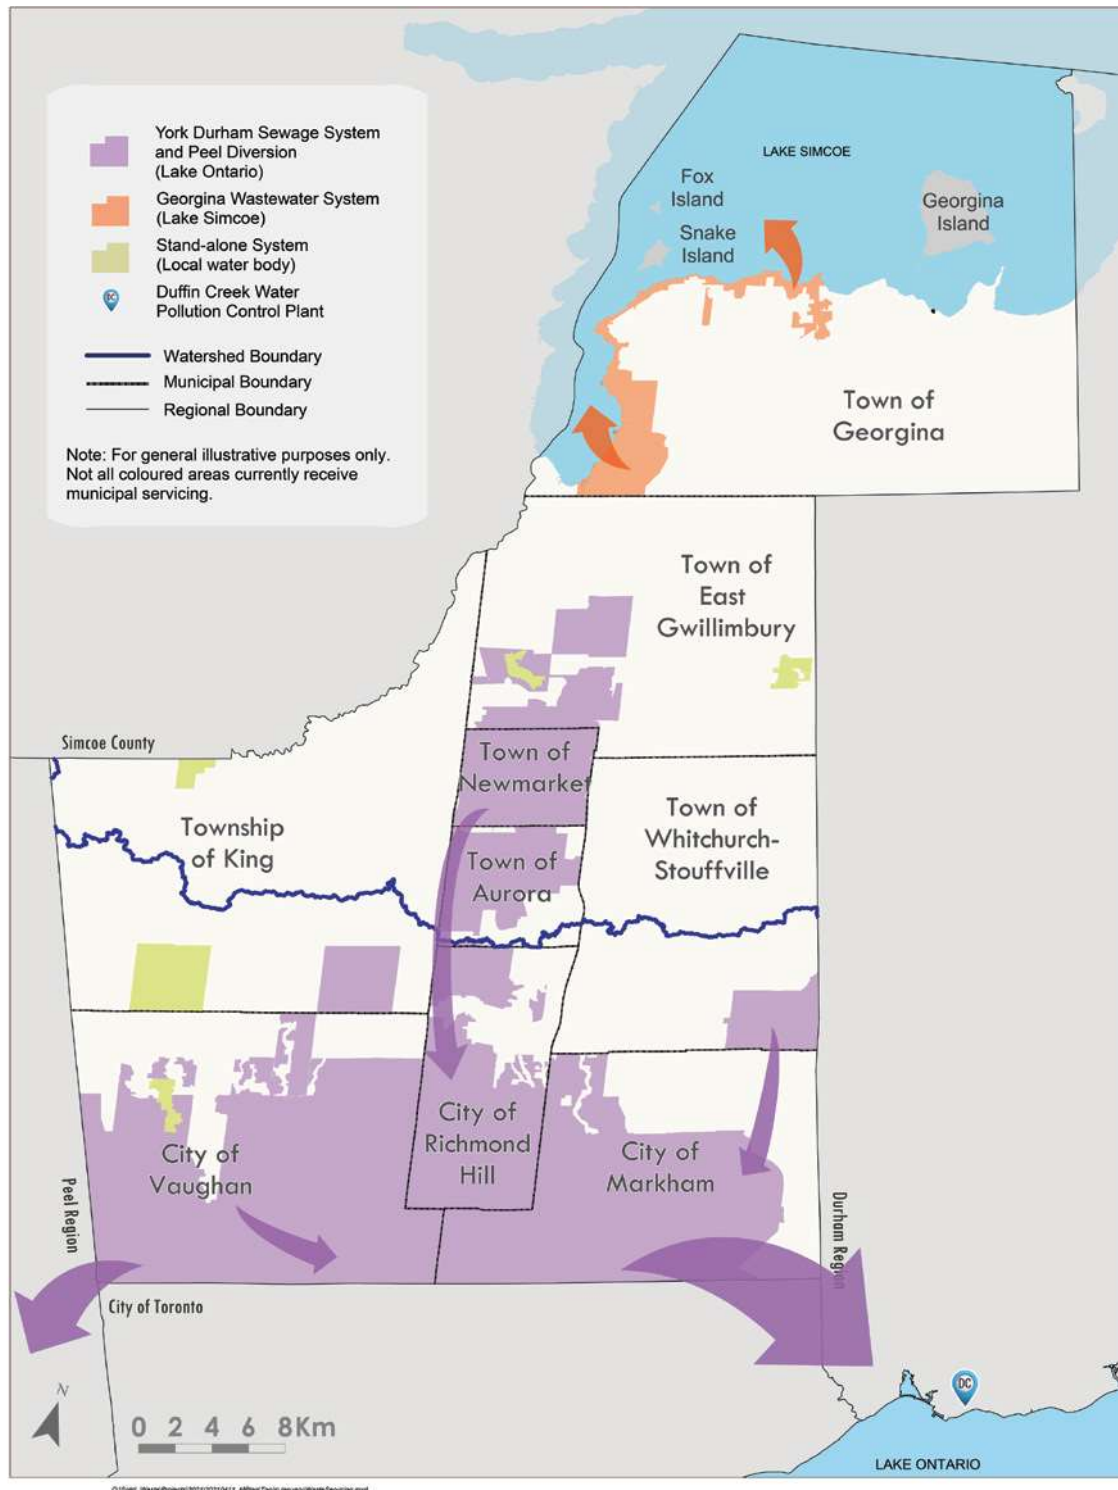 York Durham Sewage System
and Peel Diversion
(Lake Ontario)
Georgina Wastewater System
(Lake Simcoe)
Stand-alone System
(Local water body)
DC
Duffin Creek Water
Pollution Control Plant
Watershed Boundary
Municipal Boundary
Regional Boundary
Note: For general illustrative purposes only.
Not all coloured areas currently receive
municipal servicing.
LAKE SIMCOE
Fox
Island
Snake
Island
Georgina
Island
Town of
Georgina
Town of
East
Gwillimbury
Simcoe County
Town of
Newmarket
Township
of King
Town of
Whitchurch-
Stouffville
Town of
Aurora
City of
Vaughan
City of
Richmond
Hill
City of
Markham
Peel Region
Durham Region
City of Toronto
N
0 2 4 6 8Km
DC
LAKE ONTARIO